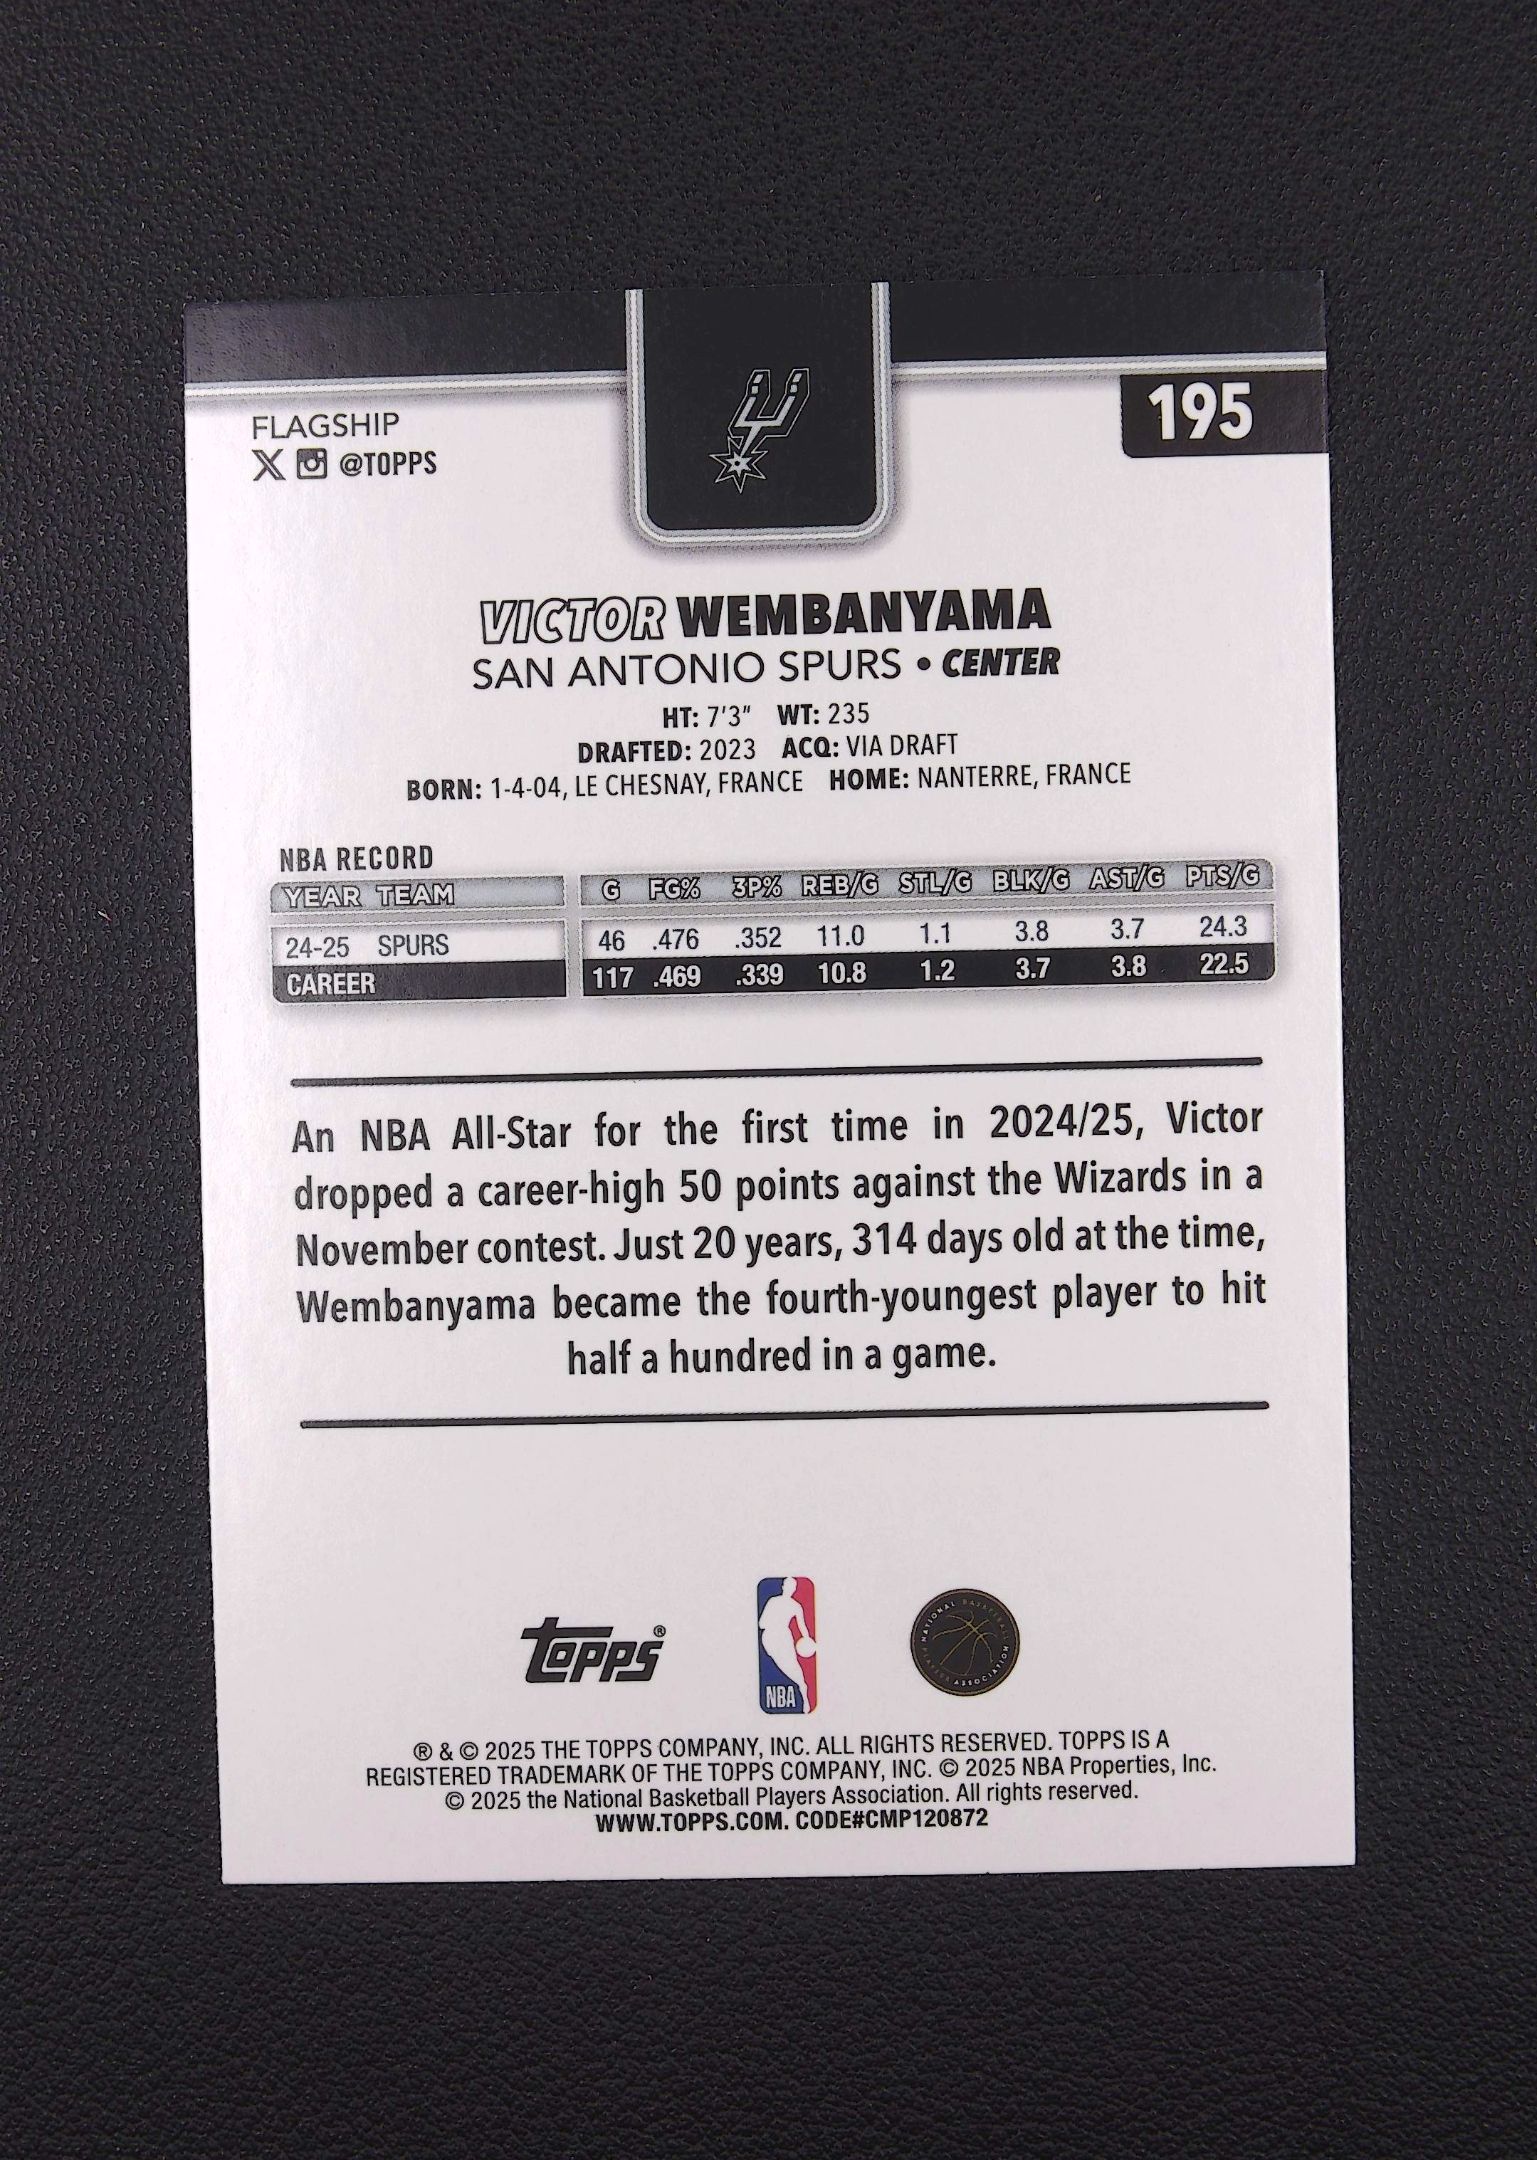 FLAGSHIP
195
X @TOPPS
VICTOR WEMBANYAMA
SAN ANTONIO SPURS • CENTER
HT: 7'3" WT: 235
DRAFTED: 2023 ACQ: VIA DRAFT
BORN: 1-4-04, LE CHESNAY, FRANCE HOME: NANTERRE, FRANCE
NBA RECORD
YEAR TEAM G FG% 3P% REB/G STL/G BLK/G AST/G PTS/G
24-25 SPURS 46 .476 .352 11.0 1.1 3.8 3.7 24.3
CAREER 117 .469 .339 10.8 1.2 3.7 3.8 22.5
An NBA All-Star for the first time in 2024/25, Victor
dropped a career-high 50 points against the Wizards in a
November contest. Just 20 years, 314 days old at the time,
Wembanyama became the fourth-youngest player to hit
half a hundred in a game.
TOPPS®
NBA
NATIONAL BASKETBALL PLAYERS ASSOCIATION
® & © 2025 THE TOPPS COMPANY, INC. ALL RIGHTS RESERVED. TOPPS IS A
REGISTERED TRADEMARK OF THE TOPPS COMPANY, INC. © 2025 NBA Properties, Inc.
© 2025 the National Basketball Players Association. All rights reserved.
WWW.TOPPS.COM. CODE#CMP120872